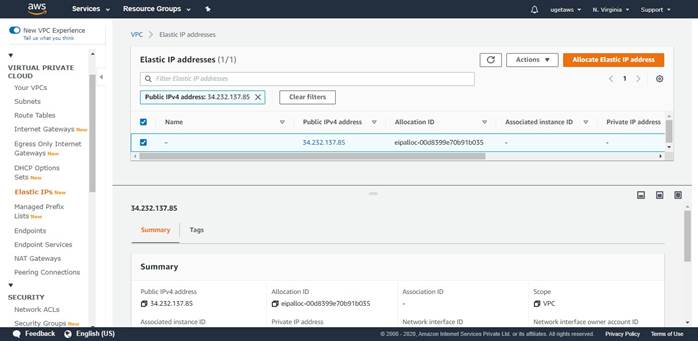 aws
Services
Resource Groups
ugetaws
N. Virginia
Support
New VPC Experience
Tell us what you think
VIRTUAL PRIVATE
CLOUD
Your VPCs
Subnets
Route Tables
Internet Gateways New
Egress Only Internet
Gateways New
DHCP Options
Sets New
Elastic IPs New
Managed Prefix
Lists New
Endpoints
Endpoint Services
NAT Gateways
Peering Connections
SECURITY
Network ACLs
Security Groups New
VPC > Elastic IP addresses
Elastic IP addresses (1/1)
Actions
Allocate Elastic IP address
Filter Elastic IP addresses
1
Public IPv4 address: 34.232.137.85
Clear filters
Name Public IPv4 address Allocation ID Associated instance ID Private IP address
– 34.232.137.85 eipalloc-00d8399e70b91b035 - -
34.232.137.85
Summary Tags
Summary
Public IPv4 address Allocation ID Association ID Scope
34.232.137.85 eipalloc-00d8399e70b91b035 - VPC
Associated instance ID Private IP address Network interface ID Network interface owner account ID
Feedback English (US) © 2008 - 2020, Amazon Internet Services Private Ltd. or its affiliates. All rights reserved. Privacy Policy Terms of Use